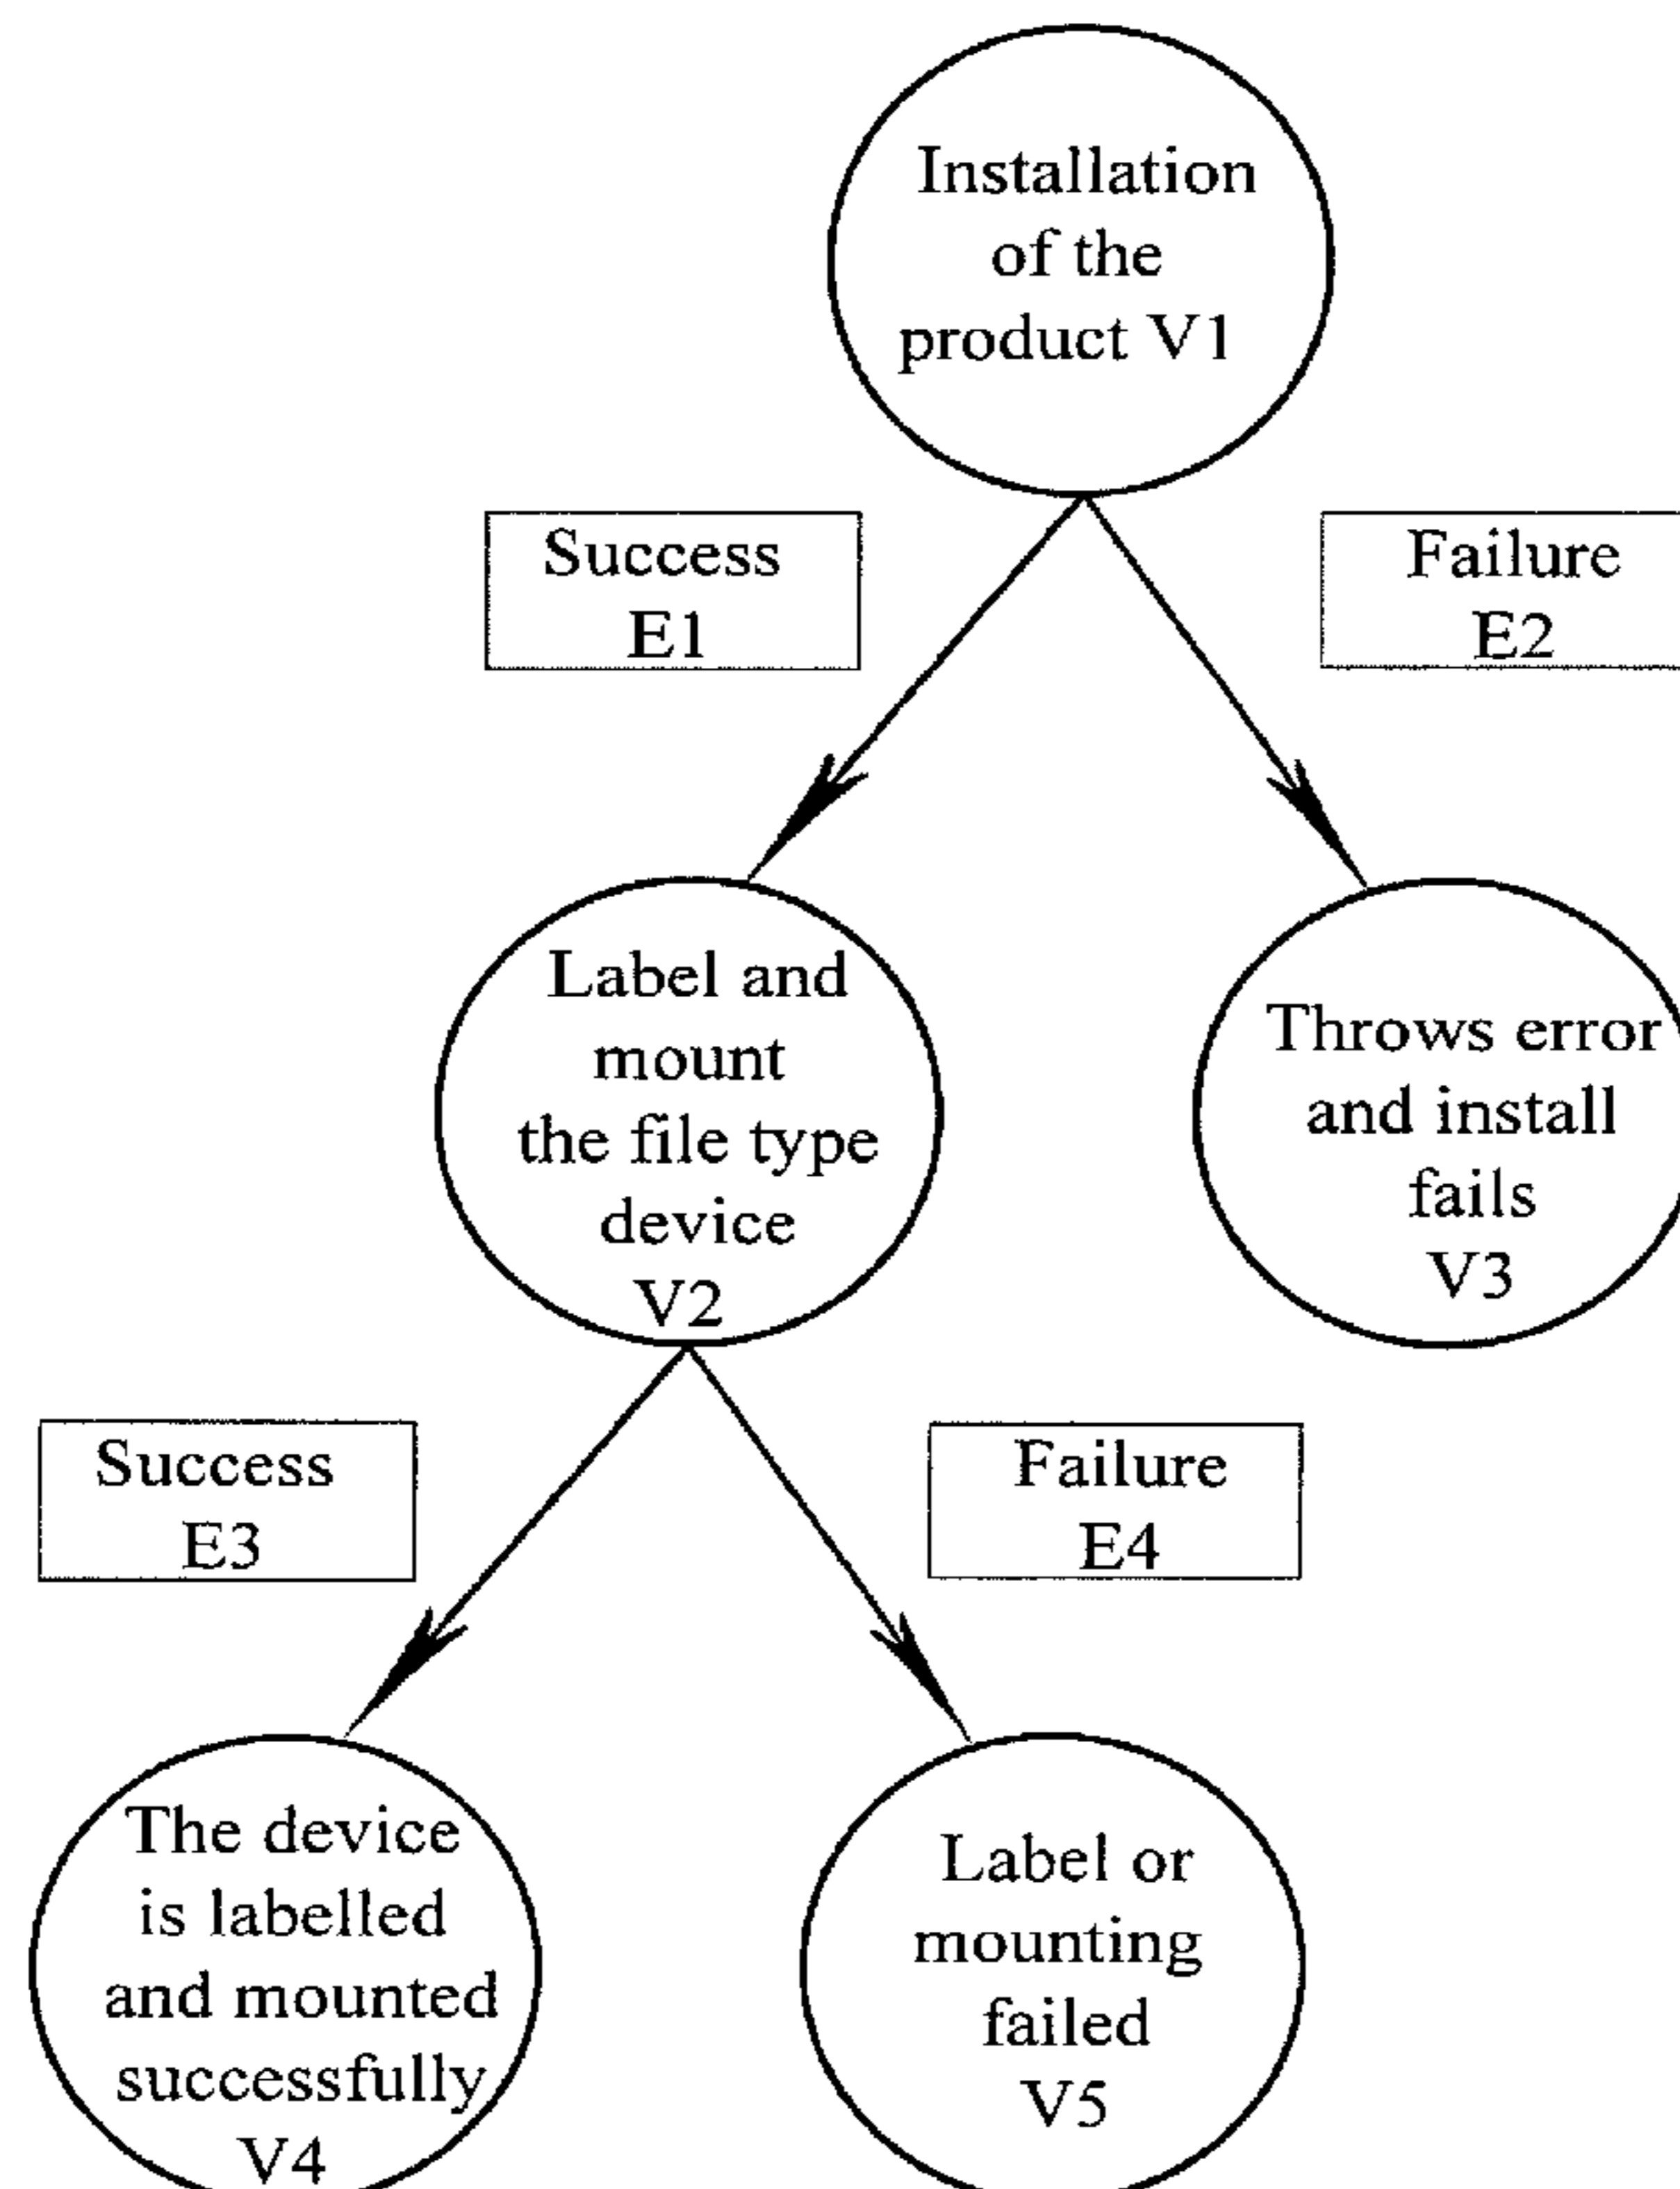 Installation
of the
product V1
Success
E1
Failure
E2
Label and
mount
the file type
device
V2
Throws error
and install
fails
V3
Success
E3
Failure
E4
The device
is labelled
and mounted
successfully
V4
Label or
mounting
failed
V5